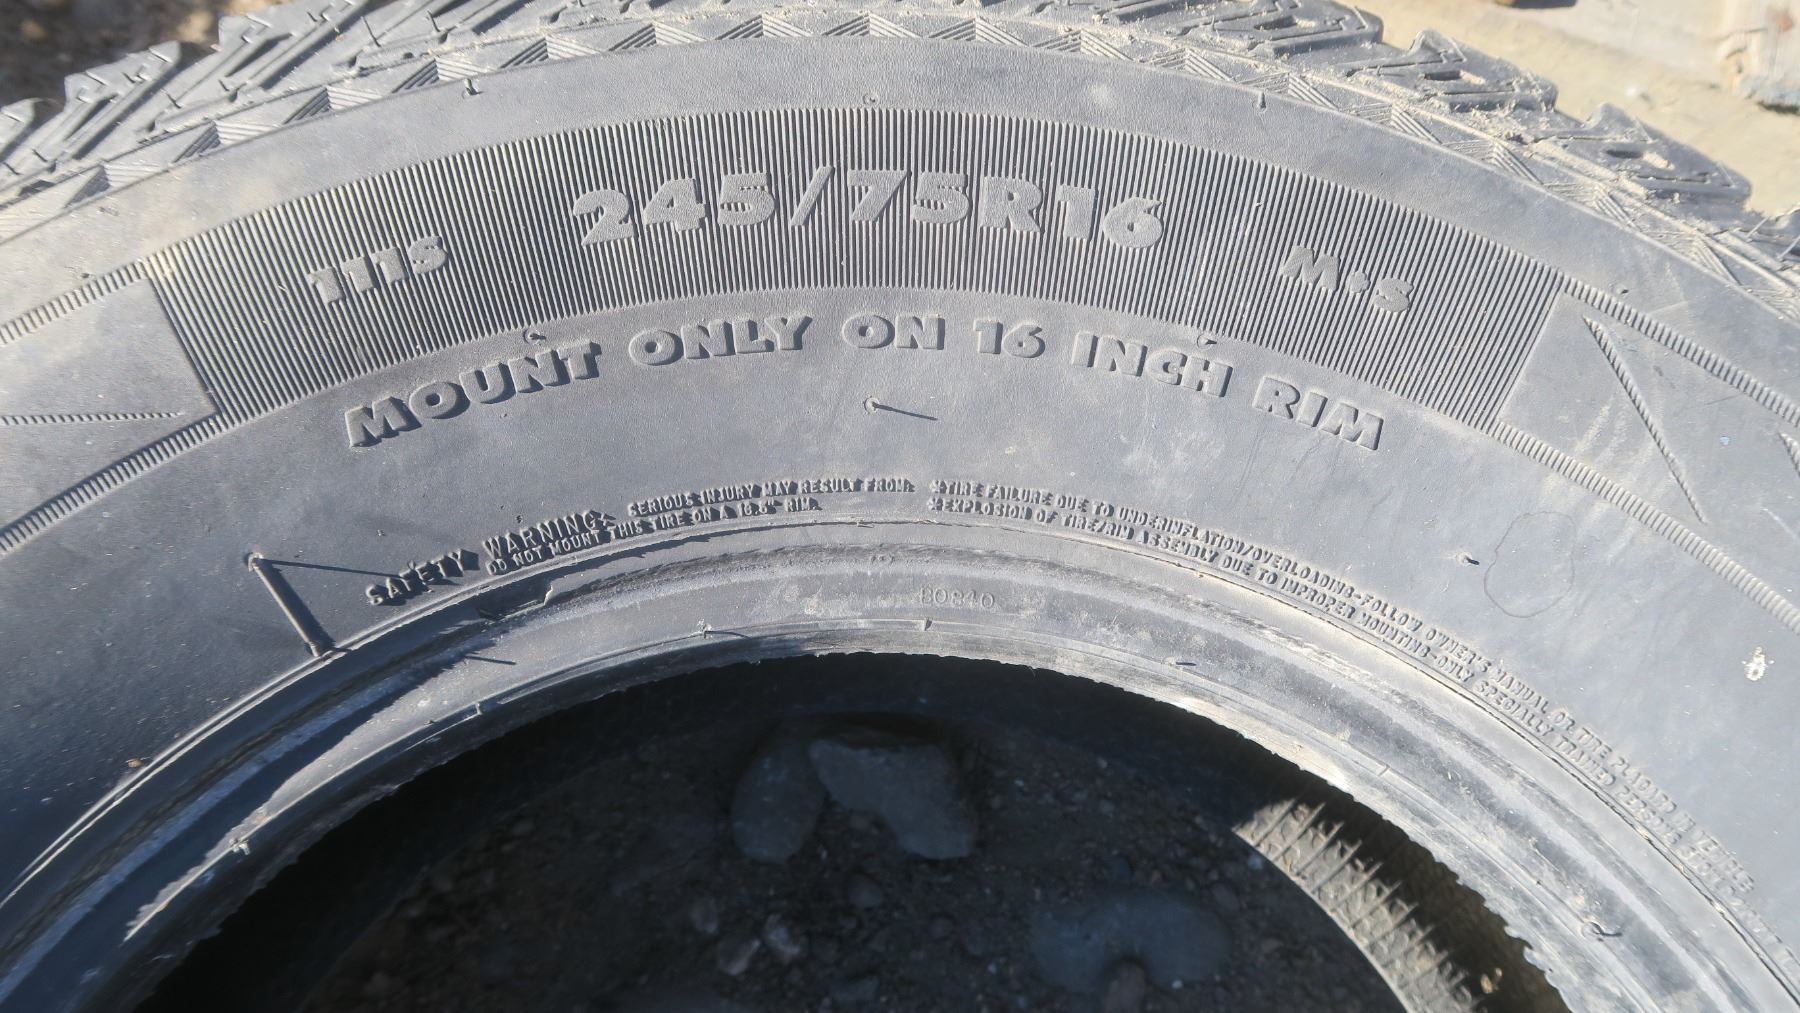 111S 245/75R16 M+S
MOUNT ONLY ON 16 INCH RIM
SAFETY WARNING: SERIOUS INJURY MAY RESULT FROM:
DO NOT MOUNT THIS TIRE ON A 16.5" RIM.
*TIRE FAILURE DUE TO UNDERINFLATION/OVERLOADING-FOLLOW OWNER'S MANUAL OR THE PLACARD IN VEHICLE
*EXPLOSION OF TIRE/RIM ASSEMBLY DUE TO IMPROPER MOUNTING-ONLY SPECIALLY TRAINED PERSONS SHOULD
B0840